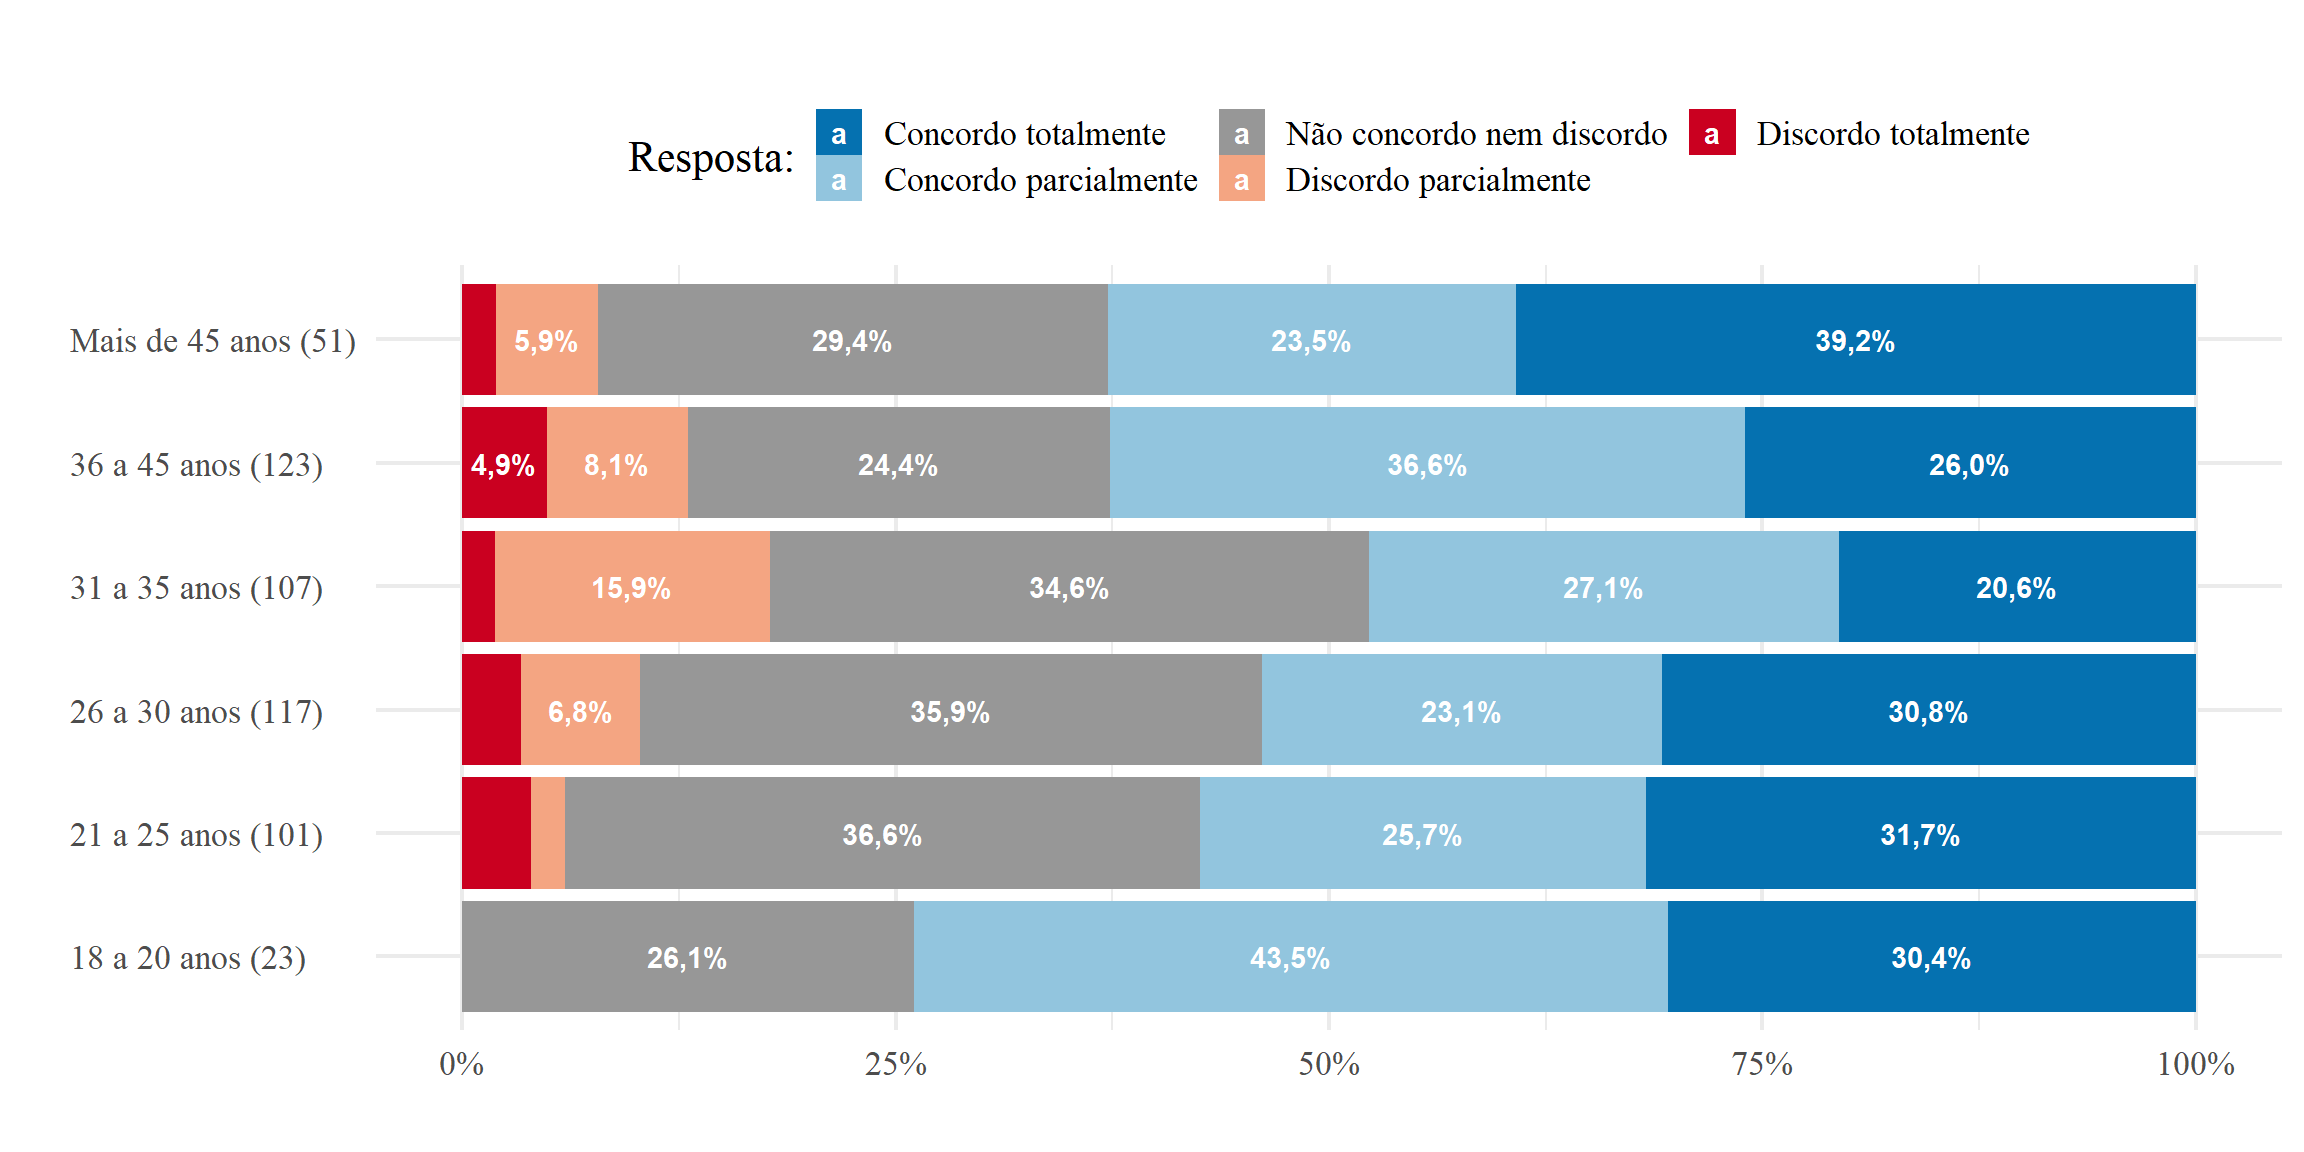 Resposta:
a Concordo totalmente
a Não concordo nem discordo
a Discordo totalmente
a Concordo parcialmente
a Discordo parcialmente
Mais de 45 anos (51) 5,9% 29,4% 23,5% 39,2%
36 a 45 anos (123) 4,9% 8,1% 24,4% 36,6% 26,0%
31 a 35 anos (107) 15,9% 34,6% 27,1% 20,6%
26 a 30 anos (117) 6,8% 35,9% 23,1% 30,8%
21 a 25 anos (101) 36,6% 25,7% 31,7%
18 a 20 anos (23) 26,1% 43,5% 30,4%
0% 25% 50% 75% 100%